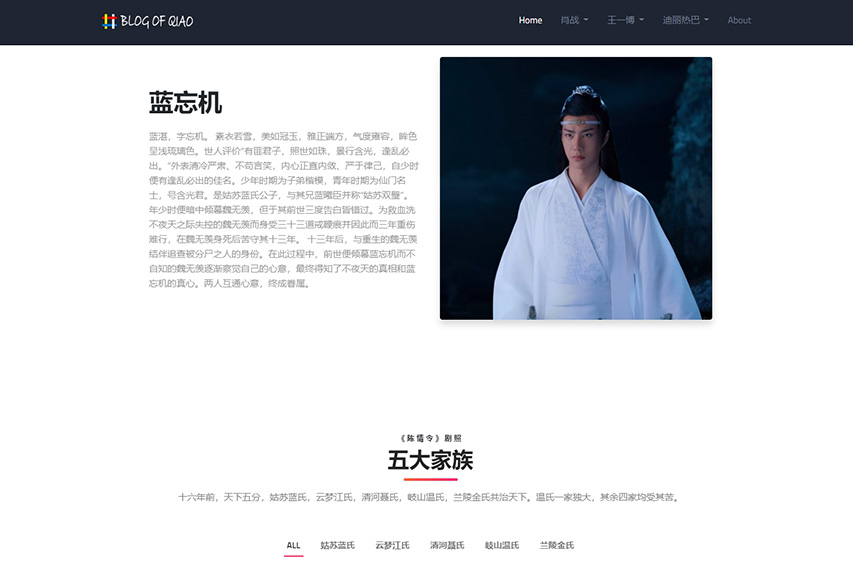 BLOG OF QIAO
Home 肖战 王一博 迪丽热巴 About
蓝忘机
蓝湛，字忘机。 素衣若雪，美如冠玉，雅正端方，气度雍容，眸色
呈浅琉璃色。世人评价“有匪君子，照世如珠，景行含光，逢乱必
出。”外表清冷严肃、不苟言笑，内心正直内敛、严于律己，自少时
便有逢乱必出的佳名。少年时期为子弟楷模，青年时期为仙门名
士，号含光君。是姑苏蓝氏公子，与其兄蓝曦臣并称“姑苏双璧”。
年少时便暗中倾慕魏无羡，但于其前世三度告白皆错过。为救血洗
不夜天之际失控的魏无羡而身受三十三道戒鞭痕并因此而三年重伤
难行，在魏无羡身死后苦守其十三年。 十三年后，与重生的魏无羡
结伴追查被分尸之人的身份。在此过程中，前世便倾慕蓝忘机而不
自知的魏无羡逐渐察觉自己的心意，最终得知了不夜天的真相和蓝
忘机的真心。两人互通心意，终成眷属。
《陈情令》剧照
五大家族
十六年前，天下五分，姑苏蓝氏，云梦江氏，清河聂氏，岐山温氏，兰陵金氏共治天下。温氏一家独大，其余四家均受其苦。
ALL 姑苏蓝氏 云梦江氏 清河聂氏 岐山温氏 兰陵金氏